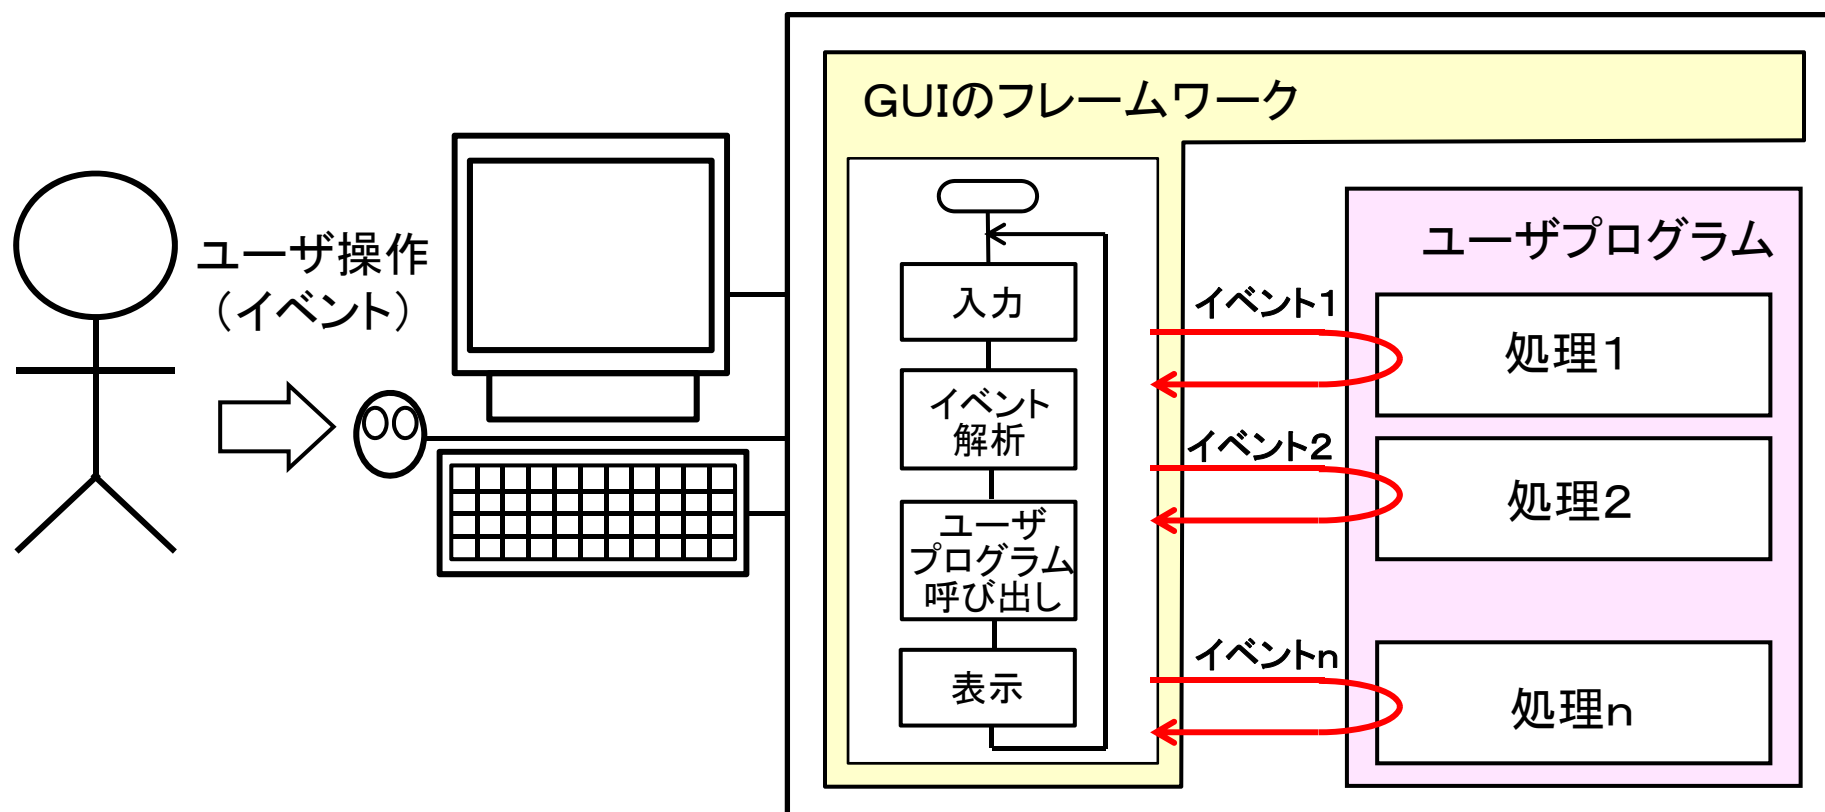 GUIのフレームワーク
ユーザ操作
（イベント）
入力
イベント
解析
ユーザ
プログラム
呼び出し
表示
イベント1
イベント2
イベントn
ユーザプログラム
処理1
処理2
処理n